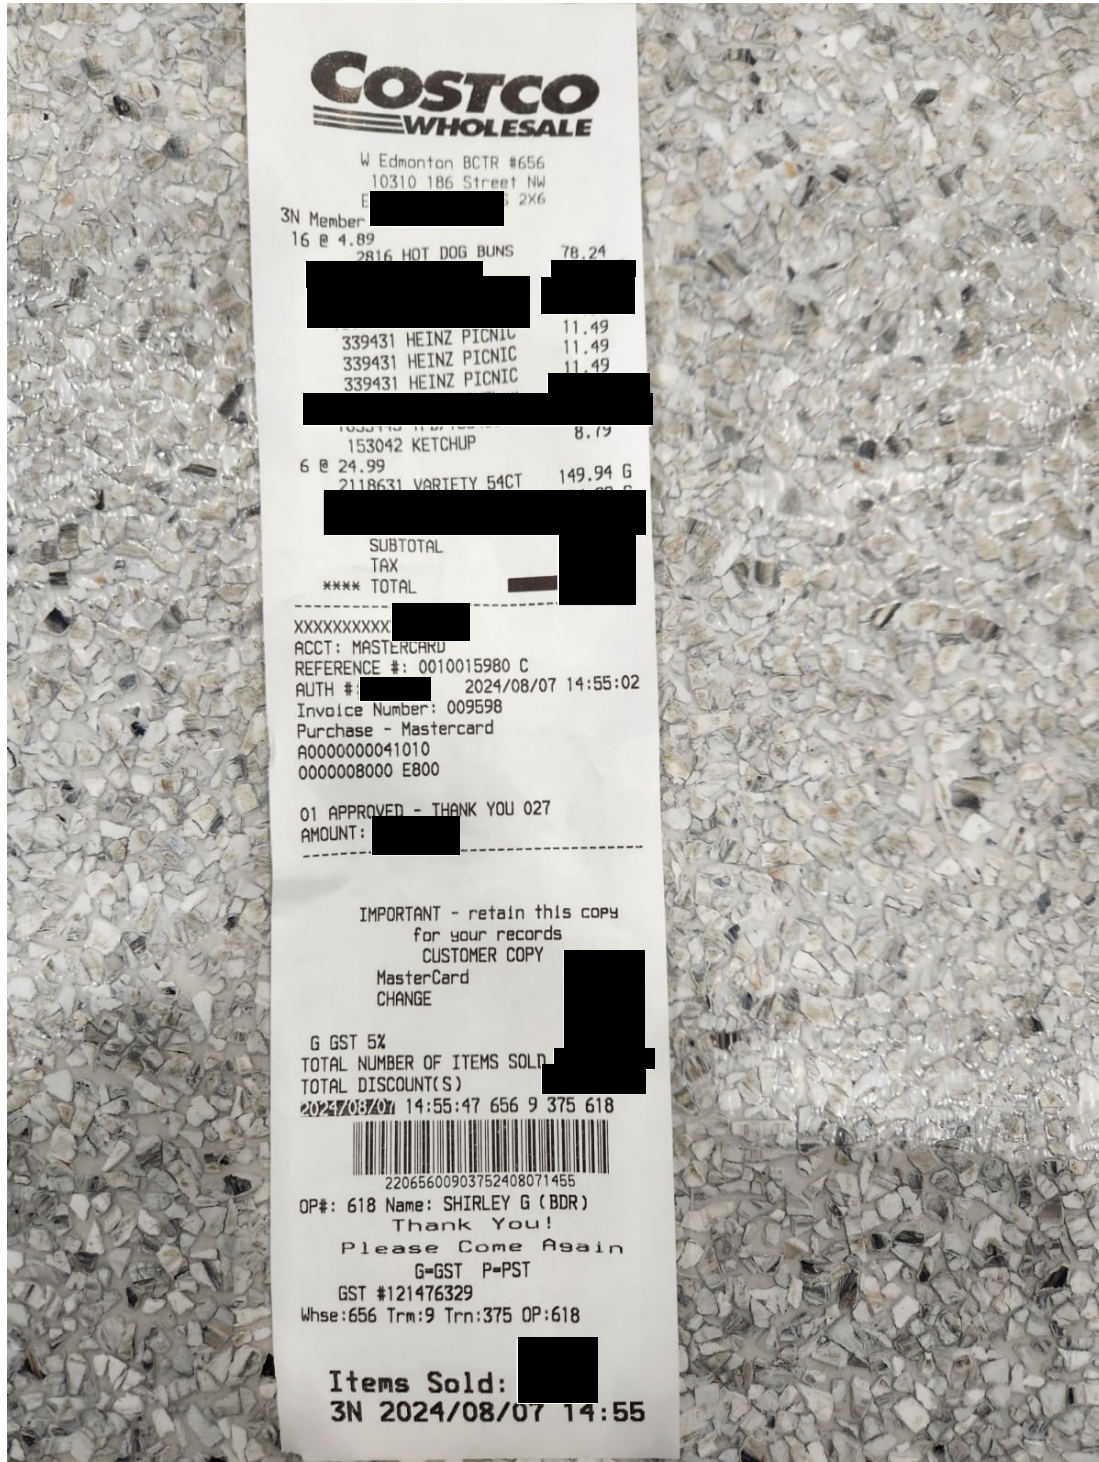 COSTCO
WHOLESALE
W Edmonton BCTR #656
10310 186 Street NW
E 2X6
3N Member
16 @ 4.89
2816 HOT DOG BUNS 78.24
339431 HEINZ PICNIC 11.49
339431 HEINZ PICNIC 11.49
339431 HEINZ PICNIC 11.49
153042 KETCHUP 8.79
6 @ 24.99
2118631 VARIETY 54CT 149.94 G
SUBTOTAL
TAX
**** TOTAL
XXXXXXXXXX
ACCT: MASTERCARD
REFERENCE #: 0010015980 C
AUTH #: 2024/08/07 14:55:02
Invoice Number: 009598
Purchase - Mastercard
A0000000041010
0000008000 E800
01 APPROVED - THANK YOU 027
AMOUNT:
IMPORTANT - retain this copy
for your records
CUSTOMER COPY
MasterCard
CHANGE
G GST 5%
TOTAL NUMBER OF ITEMS SOLD
TOTAL DISCOUNT(S)
2024/08/07 14:55:47 656 9 375 618
22065600903752408071455
OP#: 618 Name: SHIRLEY G (BDR)
Thank You!
Please Come Again
G=GST P=PST
GST #121476329
Whse:656 Trm:9 Trn:375 OP:618
Items Sold:
3N 2024/08/07 14:55